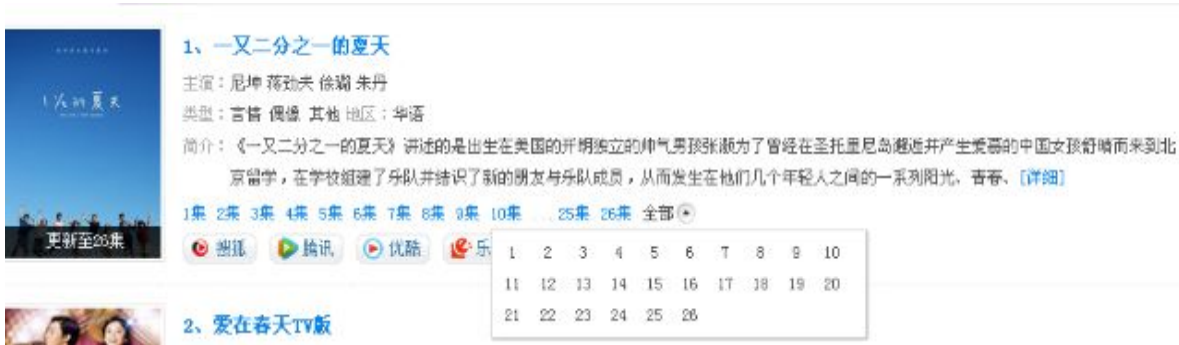 1、一又二分之一的夏天
主演：尼坤 蒋劲夫 徐璐 朱丹
类型：言情 偶像 其他 地区：华语
简介：《一又二分之一的夏天》讲述的是出生在美国的开朗独立的帅气男孩张灏为了曾经在圣托里尼岛邂逅并产生爱慕的中国女孩舒晴而来到北
京留学，在学校组建了乐队并结识了新的朋友与乐队成员，从而发生在他们几个年轻人之间的一系列阳光、青春、[详细]
1集 2集 3集 4集 5集 6集 7集 8集 9集 10集 ... 25集 26集 全部
搜狐 腾讯 优酷 乐
1 2 3 4 5 6 7 8 9 10
11 12 13 14 15 16 17 18 19 20
21 22 23 24 25 26
1½的夏天
更新至26集
2、爱在春天TV版